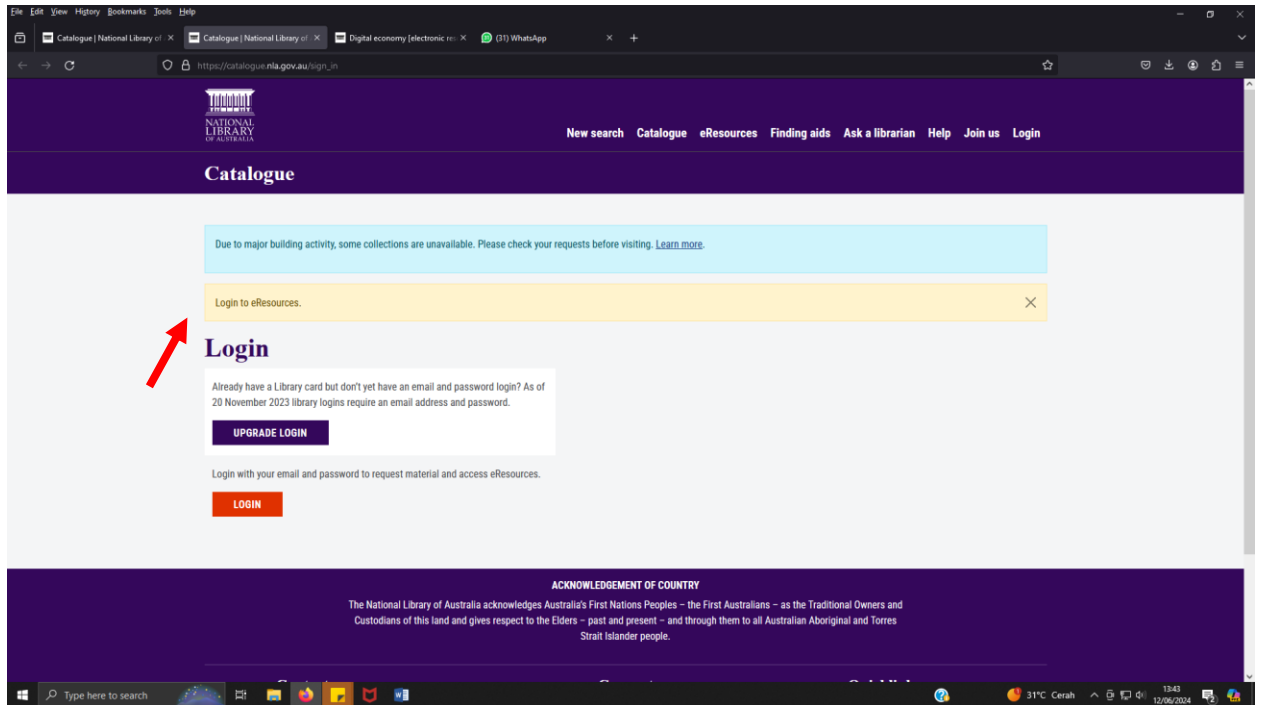 File Edit View History Bookmarks Tools Help
Catalogue | National Library of
Catalogue | National Library of
Digital economy [electronic res
(31) WhatsApp
https://catalogue.nla.gov.au/sign_in
NATIONAL
LIBRARY
OF AUSTRALIA
New search Catalogue eResources Finding aids Ask a librarian Help Join us Login
Catalogue
Due to major building activity, some collections are unavailable. Please check your requests before visiting. Learn more.
Login to eResources.
Login
Already have a Library card but don't yet have an email and password login? As of
20 November 2023 library logins require an email address and password.
UPGRADE LOGIN
Login with your email and password to request material and access eResources.
LOGIN
ACKNOWLEDGEMENT OF COUNTRY
The National Library of Australia acknowledges Australia's First Nations Peoples – the First Australians – as the Traditional Owners and
Custodians of this land and gives respect to the Elders – past and present – and through them to all Australian Aboriginal and Torres
Strait Islander people.
Type here to search
31°C Cerah
13:43
12/06/2024
2